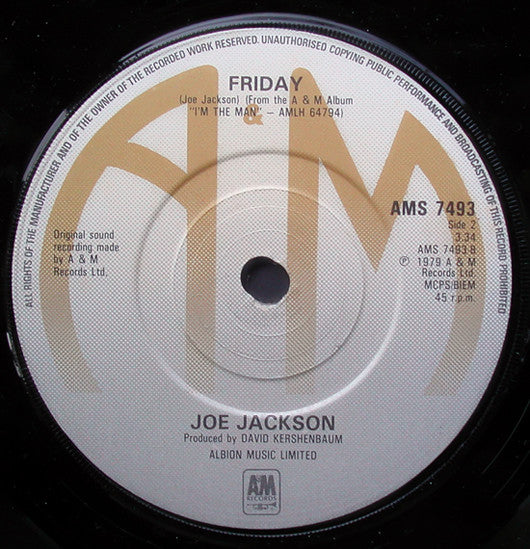 ALL RIGHTS OF THE MANUFACTURER AND OF THE OWNER OF THE RECORDED WORK RESERVED. UNAUTHORISED COPYING PUBLIC PERFORMANCE AND BROADCASTING OF THIS RECORD PROHIBITED
FRIDAY
(Joe Jackson) (From the A & M Album
"I'M THE MAN" – AMLH 64794)
A & M
AMS 7493
Side 2
3.34
AMS 7493-B
℗ 1979 A & M
Records Ltd.
MCPS/BIEM
45 r.p.m.
Original sound
recording made
by A & M
Records Ltd.
JOE JACKSON
Produced by DAVID KERSHENBAUM
ALBION MUSIC LIMITED
A&M
RECORDS